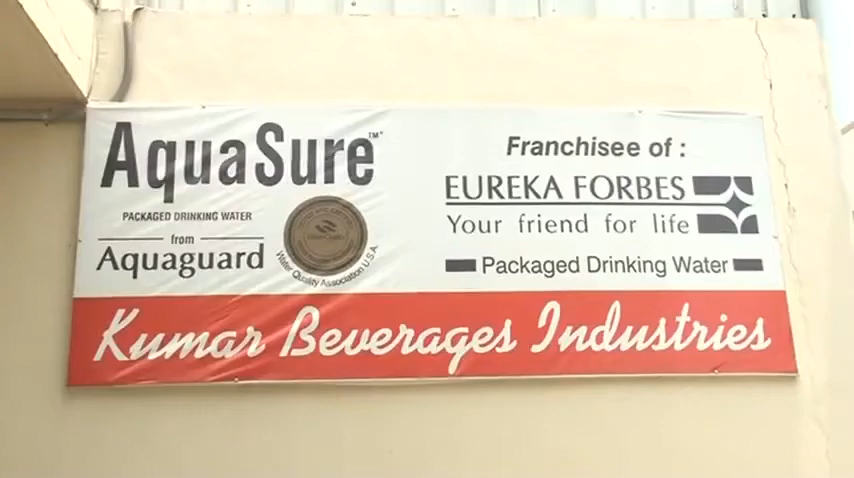 AquaSure™
PACKAGED DRINKING WATER
from
Aquaguard
Water Quality Association U.S.A.
Franchisee of :
EUREKA FORBES
Your friend for life
Packaged Drinking Water
Kumar Beverages Industries